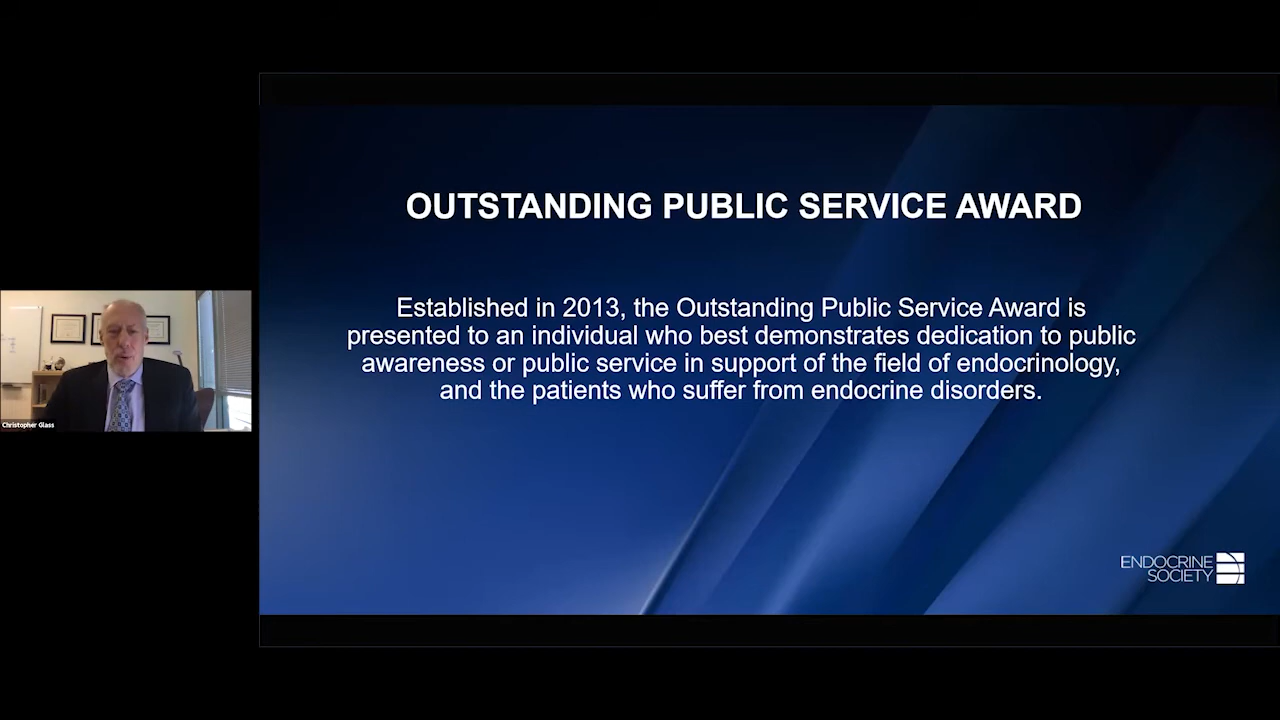 OUTSTANDING PUBLIC SERVICE AWARD
Established in 2013, the Outstanding Public Service Award is
presented to an individual who best demonstrates dedication to public
awareness or public service in support of the field of endocrinology,
and the patients who suffer from endocrine disorders.
Christopher Glass
ENDOCRINE
SOCIETY